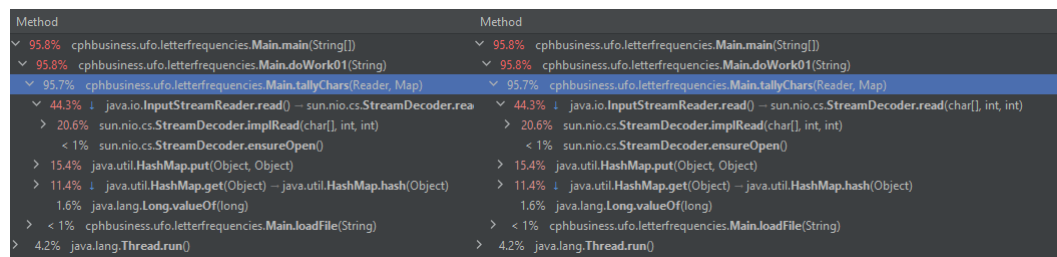 Method
95.8% cphbusiness.ufo.letterfrequencies.Main.main(String[])
95.8% cphbusiness.ufo.letterfrequencies.Main.doWork01(String)
95.7% cphbusiness.ufo.letterfrequencies.Main.tallyChars(Reader, Map)
44.3% ↓ java.io.InputStreamReader.read() → sun.nio.cs.StreamDecoder.rea
20.6% sun.nio.cs.StreamDecoder.implRead(char[], int, int)
< 1% sun.nio.cs.StreamDecoder.ensureOpen()
15.4% java.util.HashMap.put(Object, Object)
11.4% ↓ java.util.HashMap.get(Object) → java.util.HashMap.hash(Object)
1.6% java.lang.Long.valueOf(long)
< 1% cphbusiness.ufo.letterfrequencies.Main.loadFile(String)
4.2% java.lang.Thread.run()
Method
95.8% cphbusiness.ufo.letterfrequencies.Main.main(String[])
95.8% cphbusiness.ufo.letterfrequencies.Main.doWork01(String)
95.7% cphbusiness.ufo.letterfrequencies.Main.tallyChars(Reader, Map)
44.3% ↓ java.io.InputStreamReader.read() → sun.nio.cs.StreamDecoder.read(char[], int, int)
20.6% sun.nio.cs.StreamDecoder.implRead(char[], int, int)
< 1% sun.nio.cs.StreamDecoder.ensureOpen()
15.4% java.util.HashMap.put(Object, Object)
11.4% ↓ java.util.HashMap.get(Object) → java.util.HashMap.hash(Object)
1.6% java.lang.Long.valueOf(long)
< 1% cphbusiness.ufo.letterfrequencies.Main.loadFile(String)
4.2% java.lang.Thread.run()